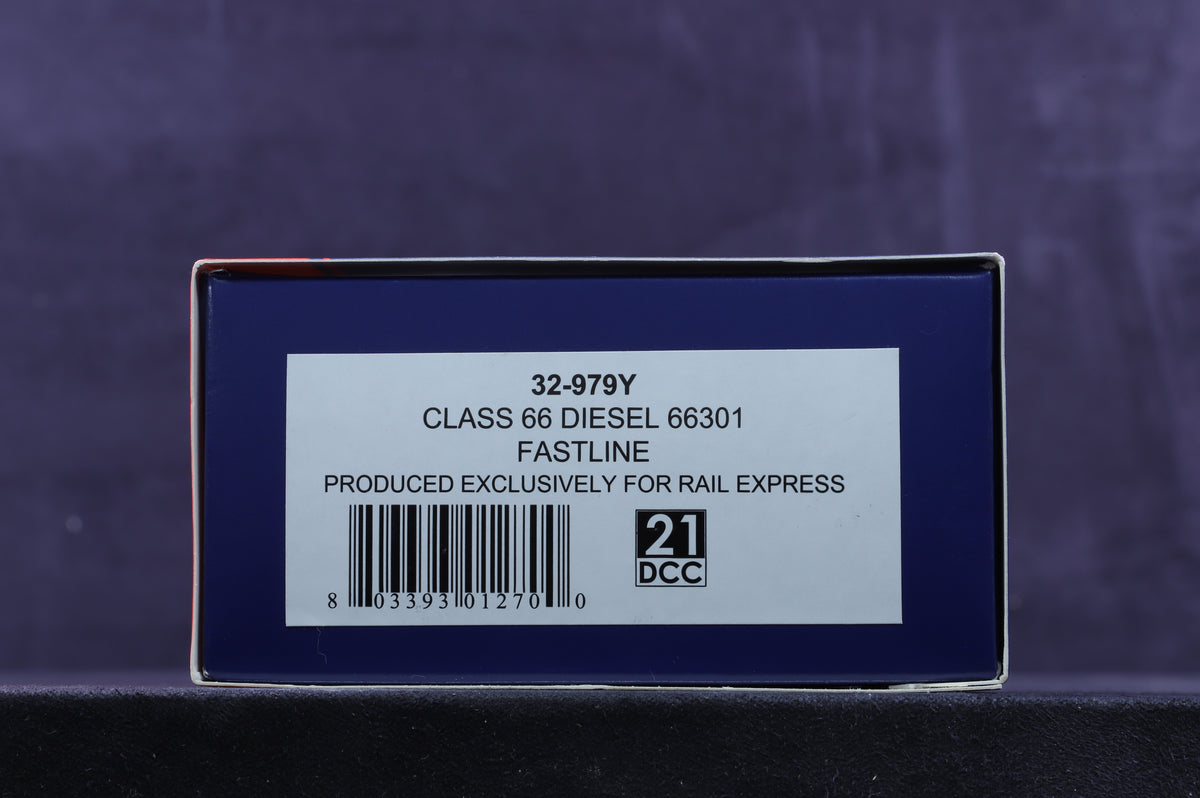 32-979Y
CLASS 66 DIESEL 66301
FASTLINE
PRODUCED EXCLUSIVELY FOR RAIL EXPRESS
21
DCC
8 03393 01270 0